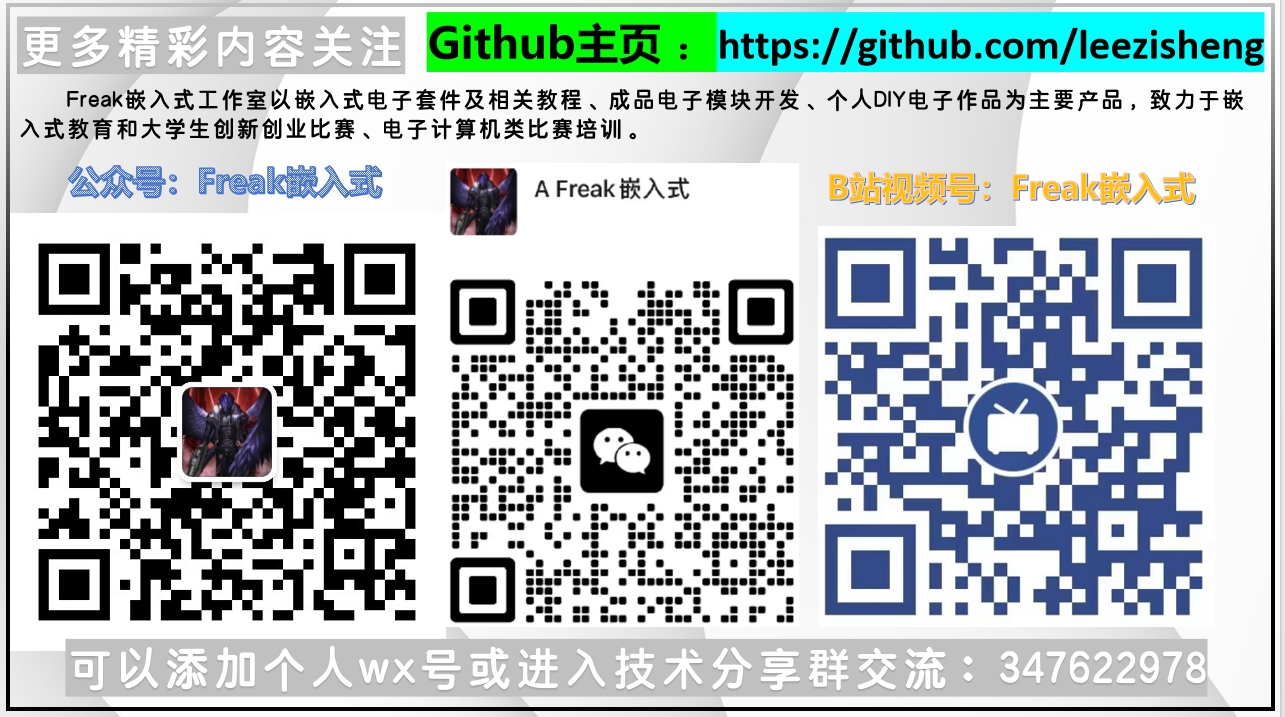 更多精彩内容关注
Github主页 ：https://github.com/leezisheng
Freak嵌入式工作室以嵌入式电子套件及相关教程、成品电子模块开发、个人DIY电子作品为主要产品，致力于嵌
入式教育和大学生创新创业比赛、电子计算机类比赛培训。
公众号：Freak嵌入式
A Freak嵌入式
B站视频号：Freak嵌入式
可以添加个人wx号或进入技术分享群交流：347622978